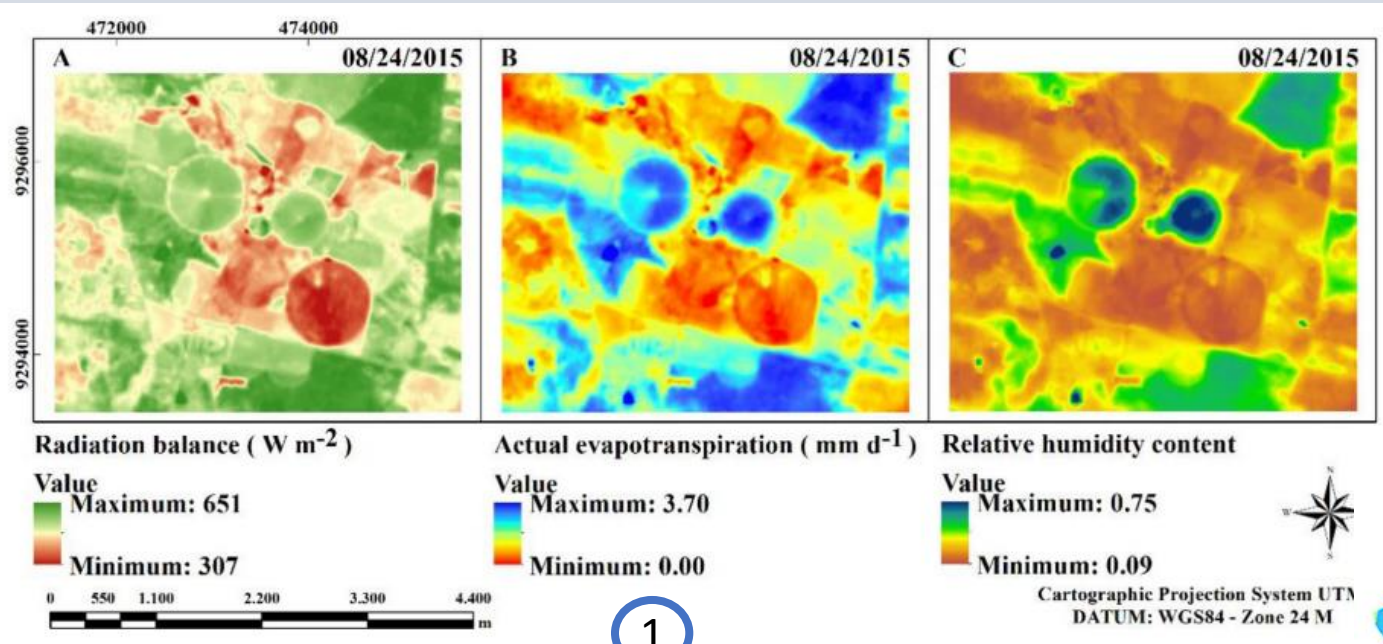 472000 474000
A 08/24/2015
B 08/24/2015
C 08/24/2015
9296000
9294000
Radiation balance ( W m-2 )
Value
Maximum: 651
Minimum: 307
Actual evapotranspiration ( mm d-1 )
Value
Maximum: 3.70
Minimum: 0.00
Relative humidity content
Value
Maximum: 0.75
Minimum: 0.09
N
W
S
0 550 1.100 2.200 3.300 4.400
m
1
Cartographic Projection System UTM
DATUM: WGS84 - Zone 24 M